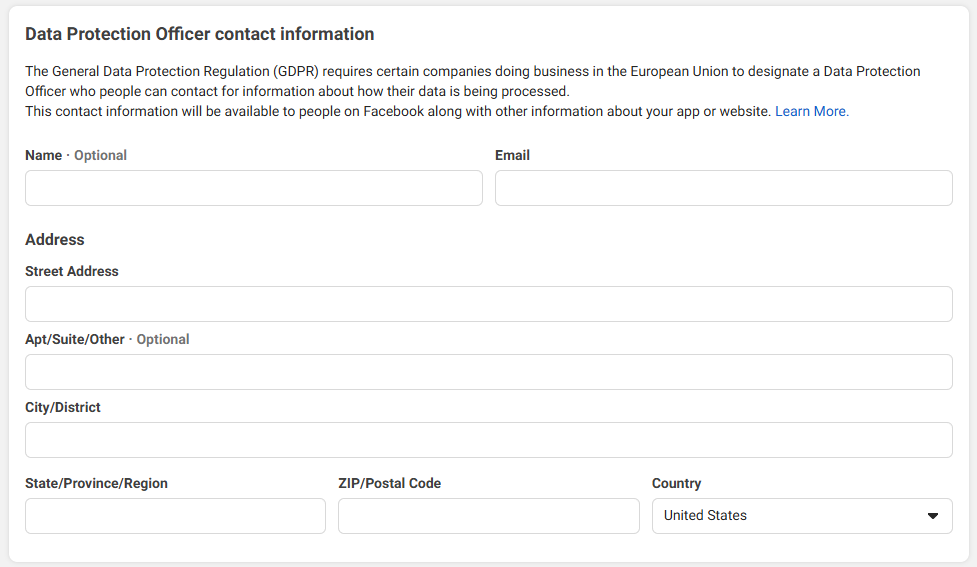 Data Protection Officer contact information
The General Data Protection Regulation (GDPR) requires certain companies doing business in the European Union to designate a Data Protection
Officer who people can contact for information about how their data is being processed.
This contact information will be available to people on Facebook along with other information about your app or website. Learn More.
Name · Optional
Email
Address
Street Address
Apt/Suite/Other · Optional
City/District
State/Province/Region
ZIP/Postal Code
Country
United States